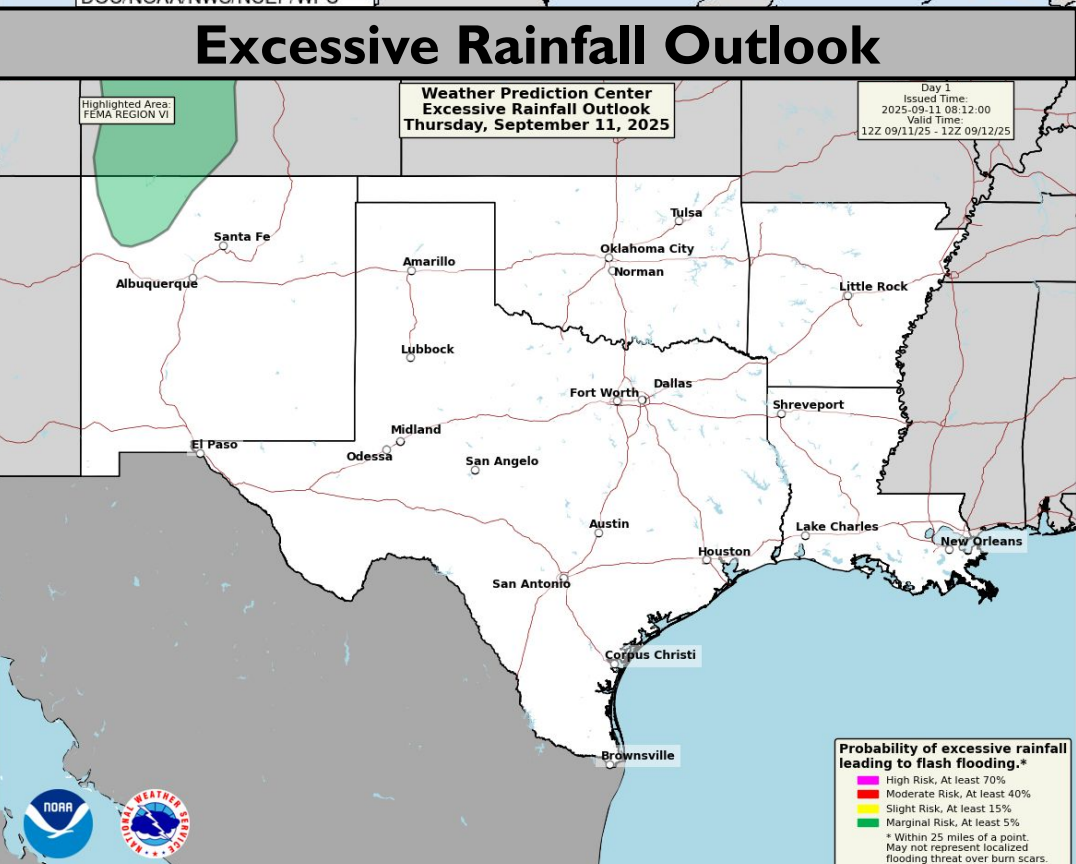 DOC/NOAA/NWS/NCEP/WPC
Excessive Rainfall Outlook
Highlighted Area:
FEMA REGION VI
Weather Prediction Center
Excessive Rainfall Outlook
Thursday, September 11, 2025
Day 1
Issued Time:
2025-09-11 08:12:00
Valid Time:
12Z 09/11/25 - 12Z 09/12/25
Tulsa
Santa Fe
Oklahoma City
Amarillo
Norman
Albuquerque
Little Rock
Lubbock
Dallas
Fort Worth
Shreveport
Midland
El Paso
Odessa
San Angelo
Austin
Lake Charles
New Orleans
Houston
San Antonio
Corpus Christi
Brownsville
Probability of excessive rainfall
leading to flash flooding.*
High Risk, At least 70%
Moderate Risk, At least 40%
Slight Risk, At least 15%
Marginal Risk, At least 5%
* Within 25 miles of a point.
May not represent localized
flooding threat over burn scars.
NOAA
NATIONAL WEATHER SERVICE